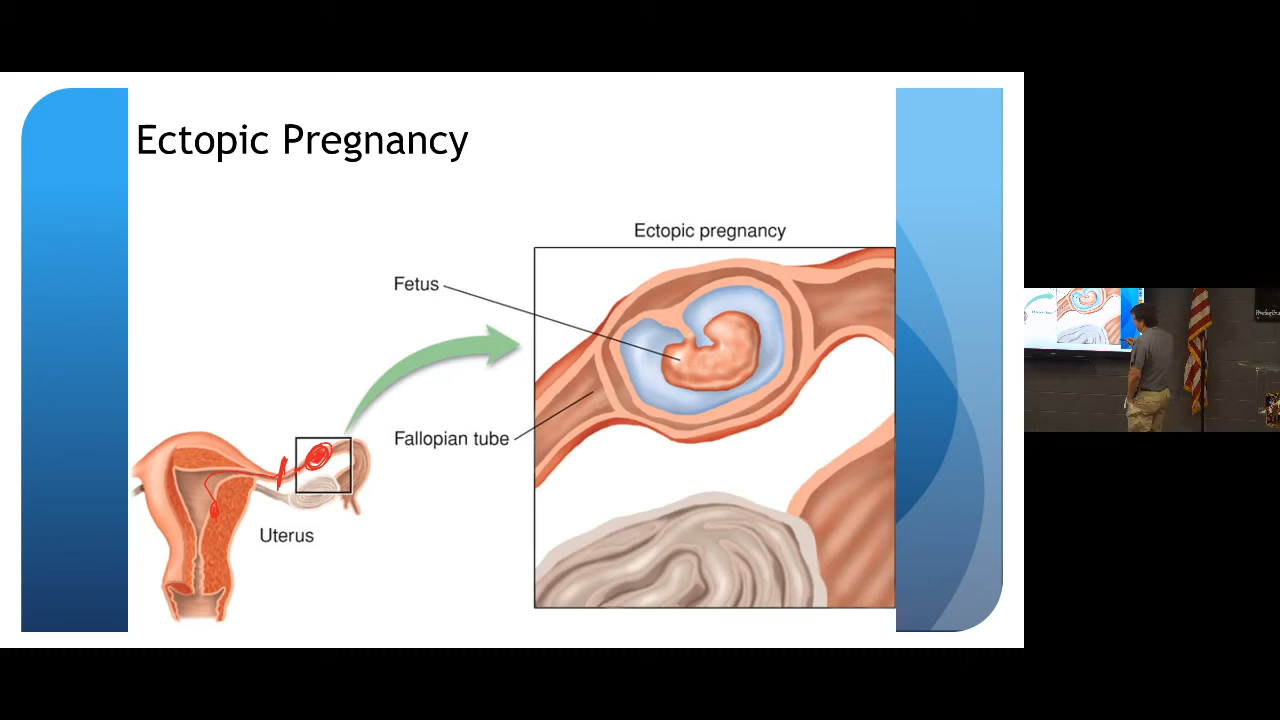 Ectopic Pregnancy
Ectopic pregnancy
Fetus
Fallopian tube
Uterus